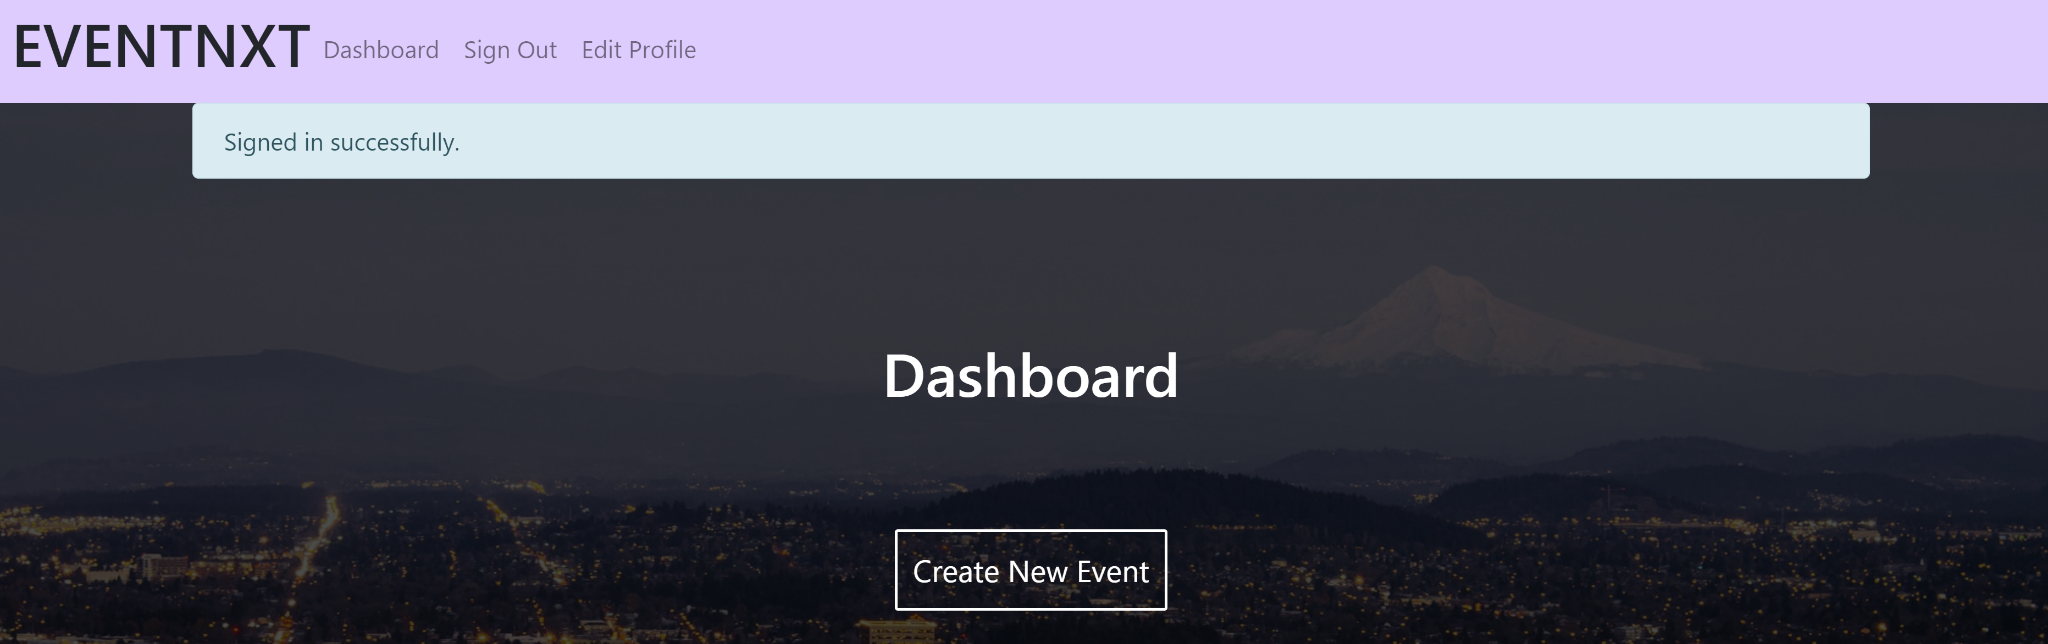 EVENTNXT Dashboard Sign Out Edit Profile
Signed in successfully.
Dashboard
Create New Event